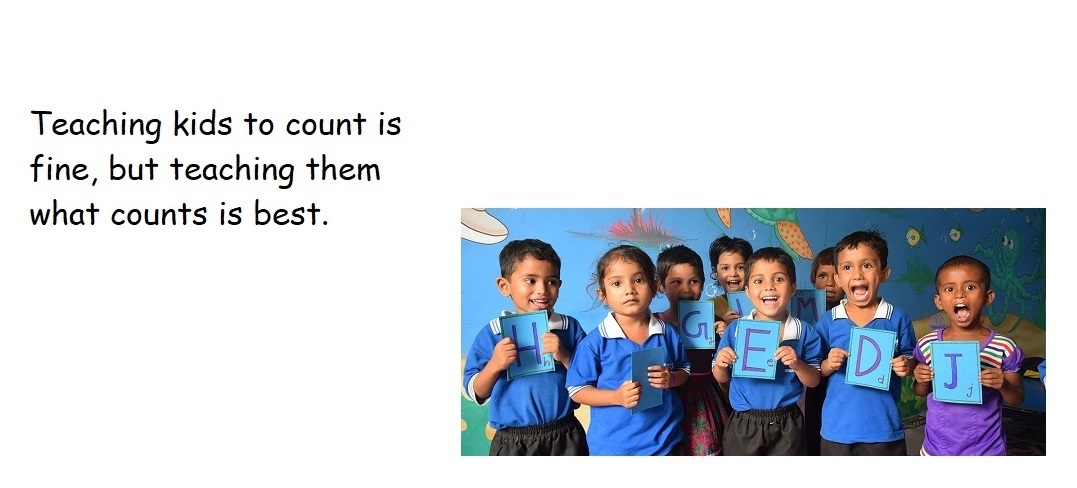 Teaching kids to count is
fine, but teaching them
what counts is best.
H h
G
E e
M
D d
J j